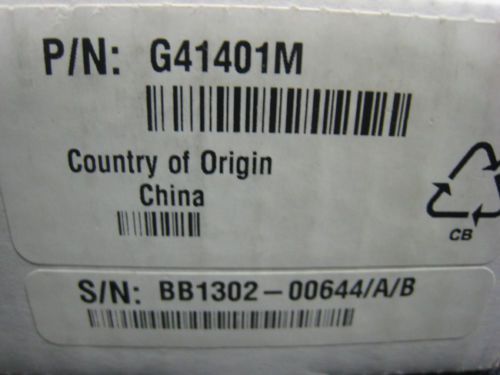 P/N: G41401M
Country of Origin
China
CB
S/N: BB1302-00644/A/B